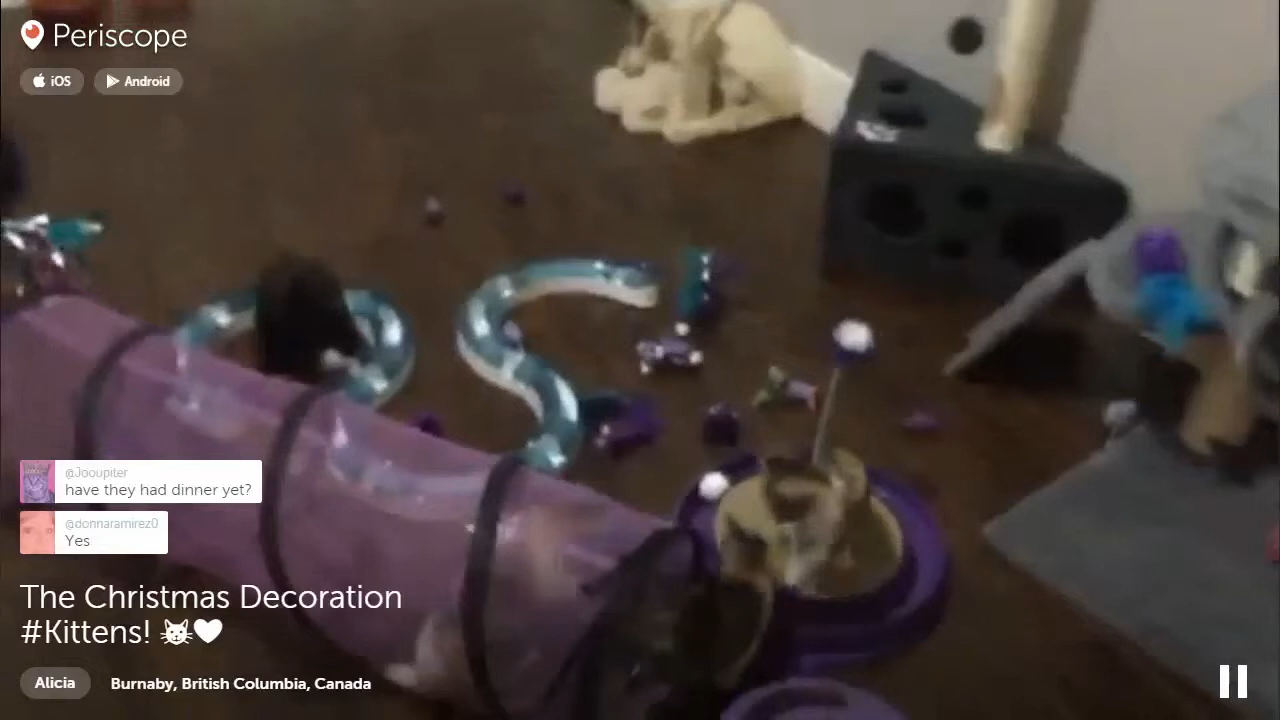 Periscope
iOS
Android
@Jooupiter
have they had dinner yet?
@donnaramirez0
Yes
The Christmas Decoration
#Kittens! 😺❤
Alicia
Burnaby, British Columbia, Canada